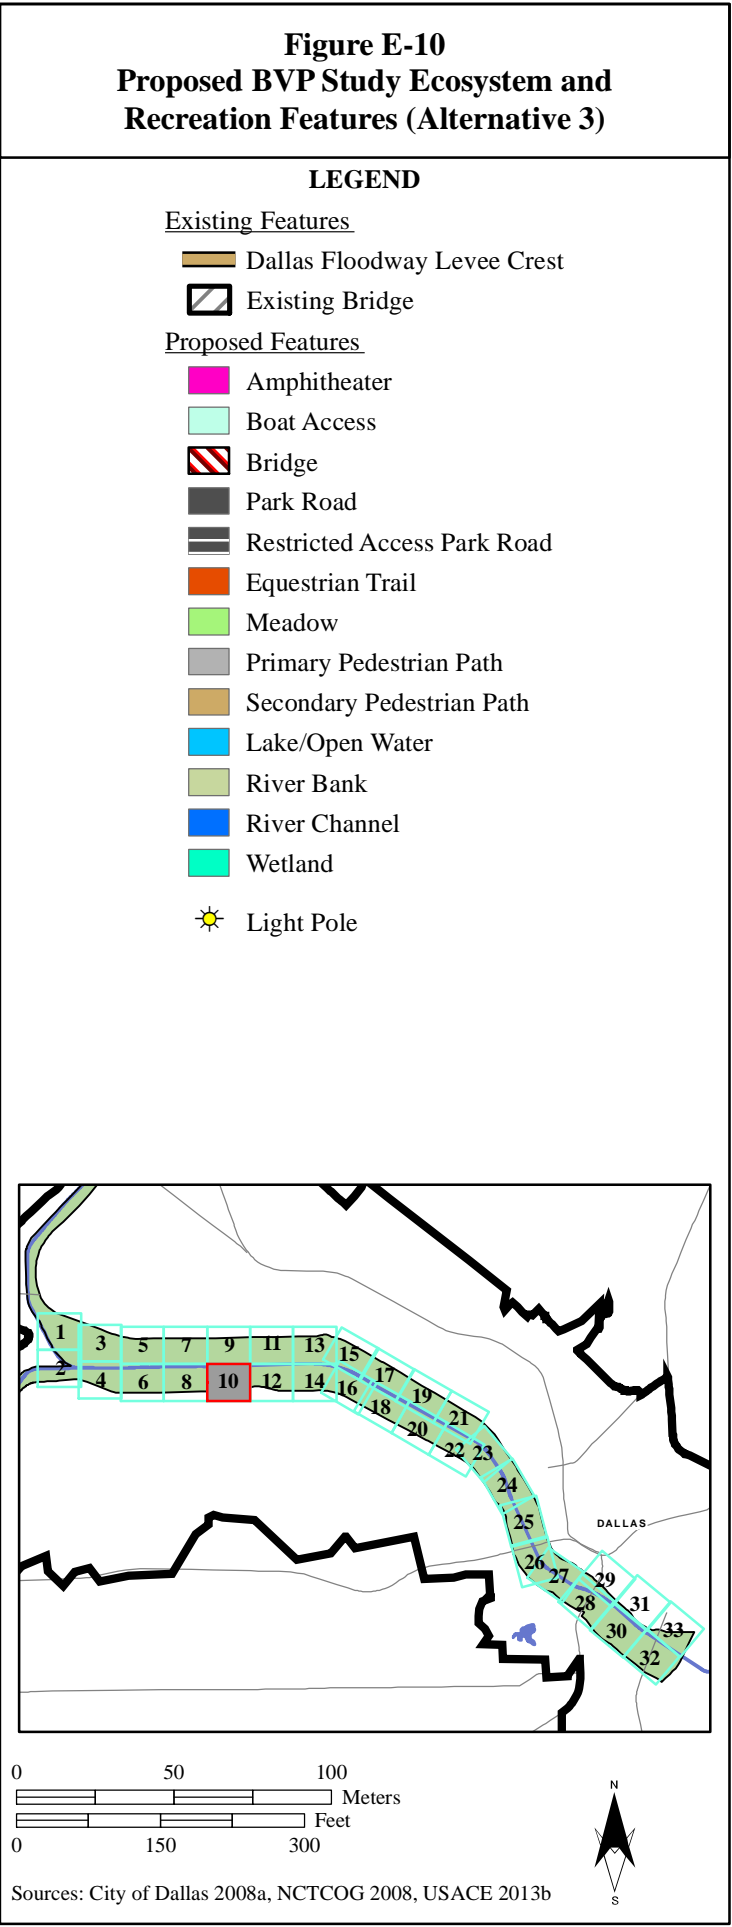 Figure E-10
Proposed BVP Study Ecosystem and
Recreation Features (Alternative 3)
LEGEND
Existing Features
Dallas Floodway Levee Crest
Existing Bridge
Proposed Features
Amphitheater
Boat Access
Bridge
Park Road
Restricted Access Park Road
Equestrian Trail
Meadow
Primary Pedestrian Path
Secondary Pedestrian Path
Lake/Open Water
River Bank
River Channel
Wetland
Light Pole
1
3
5
7
9
11
13
15
2
4
6
8
10
12
14
16
17
18
19
20
21
22
23
24
25
DALLAS
26
27
28
29
30
31
32
33
0 50 100
Meters
Feet
0 150 300
N
S
Sources: City of Dallas 2008a, NCTCOG 2008, USACE 2013b